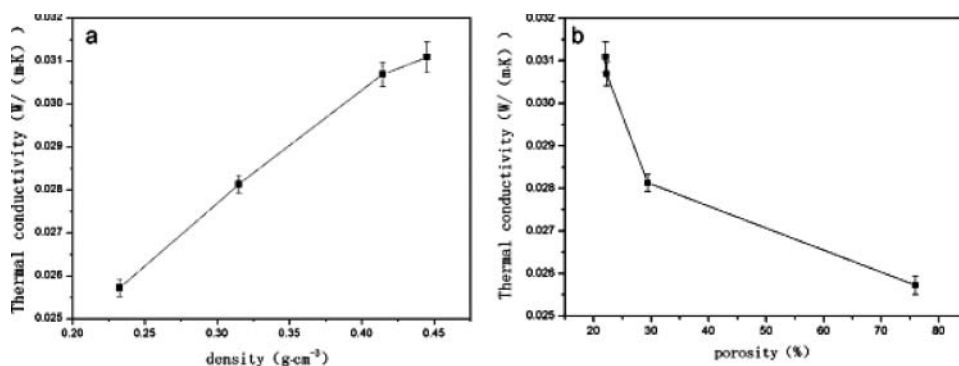 a
Thermal conductivity (W/ (m·K) )
0.032
0.031
0.030
0.029
0.028
0.027
0.026
0.025
0.20 0.25 0.30 0.35 0.40 0.45
density (g·cm⁻³)
b
Thermal conductivity (W/ (m·K) )
0.032
0.031
0.030
0.029
0.028
0.027
0.026
0.025
20 30 40 50 60 70 80
porosity (%)